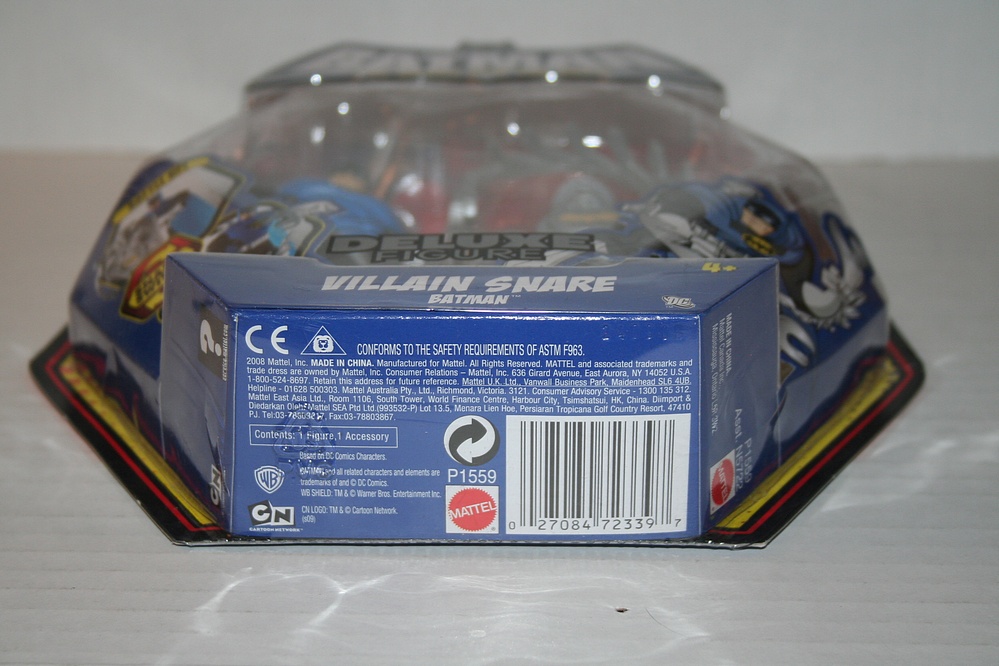 DELUXE
FIGURE
VILLAIN SNARE
BATMAN™
4+
DC
CE
CONFORMS TO THE SAFETY REQUIREMENTS OF ASTM F963.
2008 Mattel, Inc. MADE IN CHINA. Manufactured for Mattel. All Rights Reserved. MATTEL and associated trademarks and
trade dress are owned by Mattel, Inc. Consumer Relations – Mattel, Inc. 636 Girard Avenue, East Aurora, NY 14052 U.S.A.
1-800-524-8697. Retain this address for future reference. Mattel U.K. Ltd., Vanwall Business Park, Maidenhead SL6 4UB.
Helpline - 01628 500303. Mattel Australia Pty., Ltd., Richmond, Victoria. 3121. Consumer Advisory Service - 1300 135 312.
Mattel East Asia Ltd., Room 1106, South Tower, World Finance Centre, Harbour City, Tsimshatsui, HK, China. Diimport &
Diedarkan Oleh: Mattel SEA Ptd Ltd.(993532-P) Lot 13.5, Menara Lien Hoe, Persiaran Tropicana Golf Country Resort, 47410
PJ. Fax:03-78803867.
Contents: 1 Figure, 1 Accessory
Based on DC Comics Characters.
BATMAN and all related characters and elements are
trademarks of and © DC Comics.
WB SHIELD: TM & © Warner Bros. Entertainment Inc.
WB
CN LOGO: TM & © Cartoon Network.
(s09)
CN
CARTOON NETWORK
P1559
MATTEL
0 27084 72339 7
?
CN
MADE IN CHINA.
MATTEL